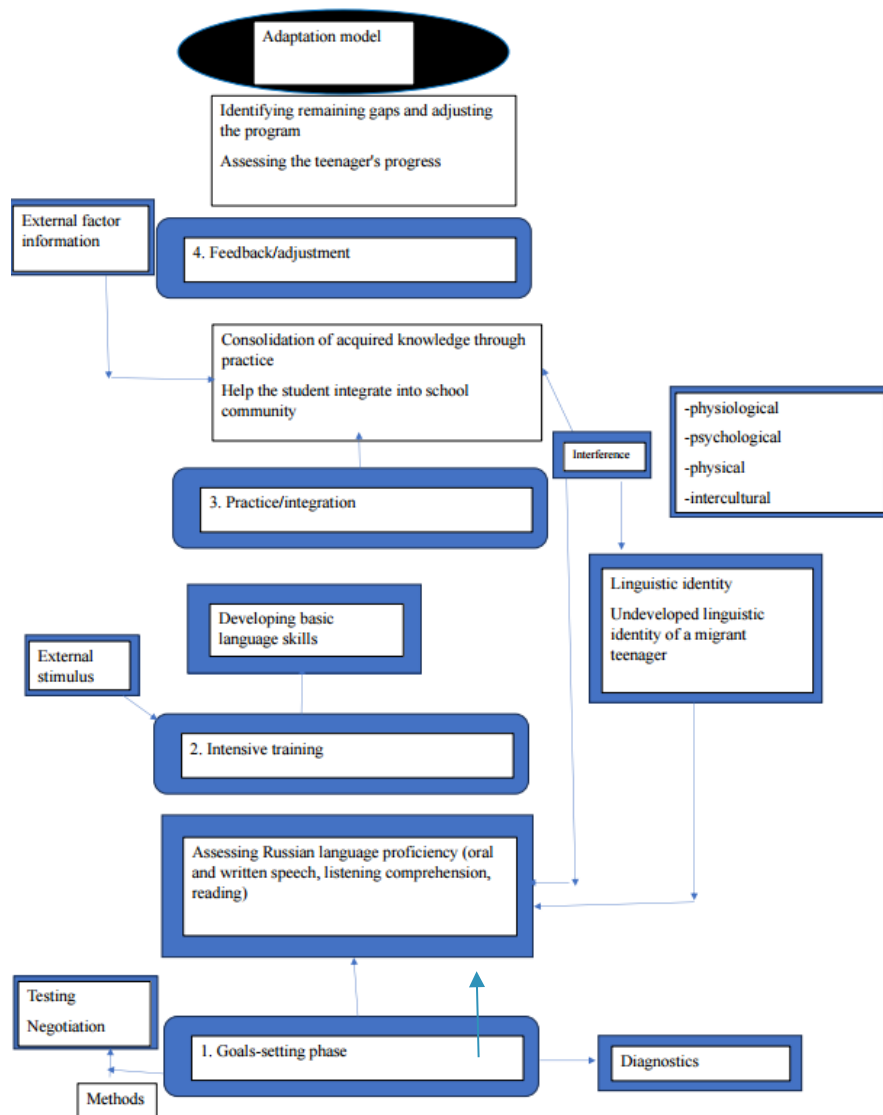 Adaptation model
Identifying remaining gaps and adjusting
the program
Assessing the teenager's progress
External factor
information
4. Feedback/adjustment
Consolidation of acquired knowledge through
practice
Help the student integrate into school
community
-physiological
-psychological
-physical
-intercultural
Interference
3. Practice/integration
Linguistic identity
Undeveloped linguistic
identity of a migrant
teenager
Developing basic
language skills
External
stimulus
2. Intensive training
Assessing Russian language proficiency (oral
and written speech, listening comprehension,
reading)
Testing
Negotiation
1. Goals-setting phase
Diagnostics
Methods